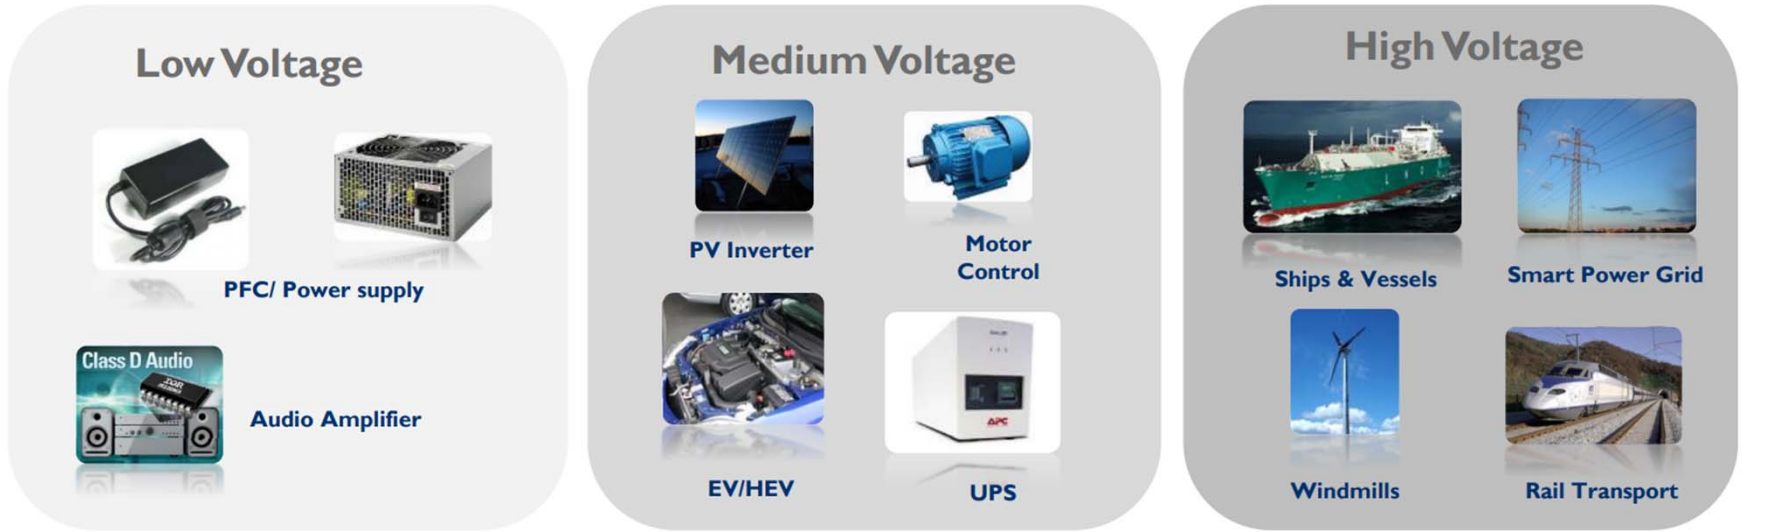 Low Voltage
PFC/ Power supply
Class D Audio
IOR
Audio Amplifier
Medium Voltage
PV Inverter
Motor
Control
EV/HEV
APC
UPS
High Voltage
L N G
Ships & Vessels
Smart Power Grid
Windmills
Rail Transport